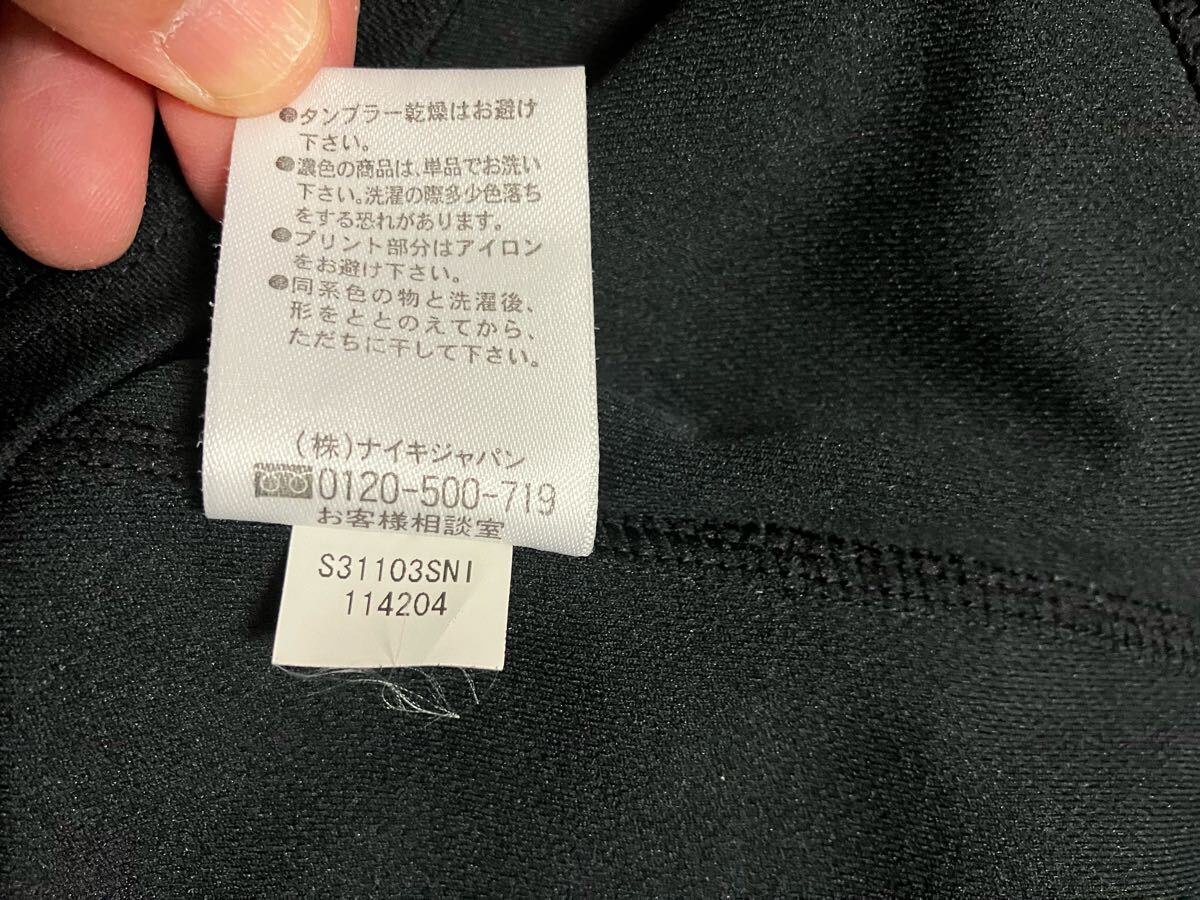 ●タンブラー乾燥はお避け
下さい。
●濃色の商品は、単品でお洗い
下さい。洗濯の際多少色落ち
をする恐れがあります。
●プリント部分はアイロン
をお避け下さい。
●同系色の物と洗濯後、
形をととのえてから、
ただちに干して下さい。
(株)ナイキジャパン
0120-500-719
お客様相談室
S31103SNI
114204